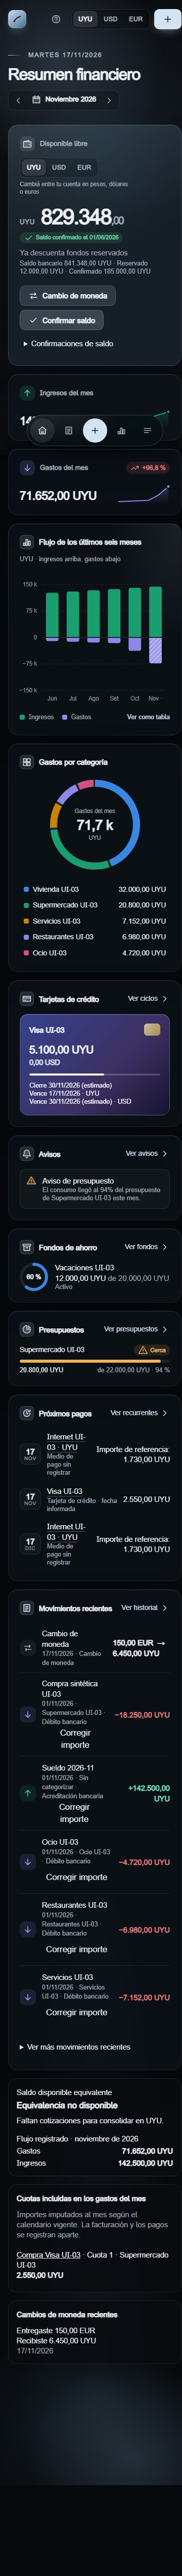 UYU USD EUR
MARTES 17/11/2026
Resumen financiero
Noviembre 2026
Disponible libre
UYU USD EUR
Cambiá entre tu cuenta en pesos, dólares
o euros
UYU 829.348,00
Saldo confirmado el 01/06/2026
Ya descuenta fondos reservados
Saldo bancario 841.348,00 UYU · Reservado
12.000,00 UYU · Confirmado 185.000,00 UYU
Cambio de moneda
Confirmar saldo
Confirmaciones de saldo
Ingresos del mes
Gastos del mes
+96,8 %
71.652,00 UYU
Flujo de los últimos seis meses
UYU · ingresos arriba, gastos abajo
150 k
75 k
0
−75 k
−150 k
Jun Jul Ago Set Oct Nov
Ingresos Gastos Ver como tabla
Gastos por categoría
Gastos del mes
71,7 k
UYU
Vivienda UI-03 32.000,00 UYU
Supermercado UI-03 20.800,00 UYU
Servicios UI-03 7.152,00 UYU
Restaurantes UI-03 6.980,00 UYU
Ocio UI-03 4.720,00 UYU
Tarjetas de crédito Ver ciclos
Visa UI-03
5.100,00 UYU
0,00 USD
Cierre 30/11/2026 (estimado)
Vence 17/11/2026 · UYU
Vence 30/11/2026 (estimado) · USD
Avisos Ver avisos
Aviso de presupuesto
El consumo llegó al 94% del presupuesto
de Supermercado UI-03 este mes.
Fondos de ahorro Ver fondos
60 %
Vacaciones UI-03
12.000,00 UYU de 20.000,00 UYU
Activo
Presupuestos Ver presupuestos
Supermercado UI-03 Cerca
20.800,00 UYU de 22.000,00 UYU · 94 %
Próximos pagos Ver recurrentes
17
NOV
Internet UI-
03 · UYU
Medio de
pago sin
registrar
Importe de referencia:
1.730,00 UYU
17
NOV
Visa UI-03
Tarjeta de crédito · fecha
informada
2.550,00 UYU
17
DIC
Internet UI-
03 · UYU
Medio de
pago sin
registrar
Importe de referencia:
1.730,00 UYU
Movimientos recientes Ver historial
Cambio de
moneda
17/11/2026 · Cambio
de moneda
150,00 EUR →
6.450,00 UYU
Compra sintética
UI-03
01/11/2026 ·
Supermercado UI-03 ·
Débito bancario
−18.250,00 UYU
Corregir
importe
Sueldo 2026-11
01/11/2026 · Sin
categorizar ·
Acreditación bancaria
+142.500,00
UYU
Corregir
importe
Ocio UI-03
01/11/2026 · Ocio UI-03
· Débito bancario
−4.720,00 UYU
Corregir importe
Restaurantes UI-03
01/11/2026 ·
Restaurantes UI-03 ·
Débito bancario
−6.980,00 UYU
Corregir importe
Servicios UI-03
01/11/2026 · Servicios
UI-03 · Débito bancario
−7.152,00 UYU
Corregir importe
Ver más movimientos recientes
Saldo disponible equivalente
Equivalencia no disponible
Faltan cotizaciones para consolidar en UYU.
Flujo registrado · noviembre de 2026
Gastos 71.652,00 UYU
Ingresos 142.500,00 UYU
Cuotas incluidas en los gastos del mes
Importes imputados al mes según el
calendario vigente. La facturación y los pagos
se registran aparte.
Compra Visa UI-03 · Cuota 1 · Supermercado
UI-03
2.550,00 UYU
Cambios de moneda recientes
Entregaste 150,00 EUR
Recibiste 6.450,00 UYU
17/11/2026